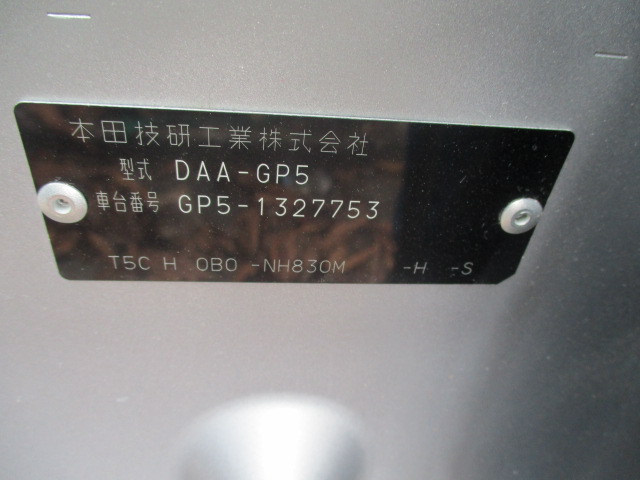 本田技研工業株式会社
型式 DAA-GP5
車台番号 GP5-1327753
T5C H 0B0 -NH830M -H -S